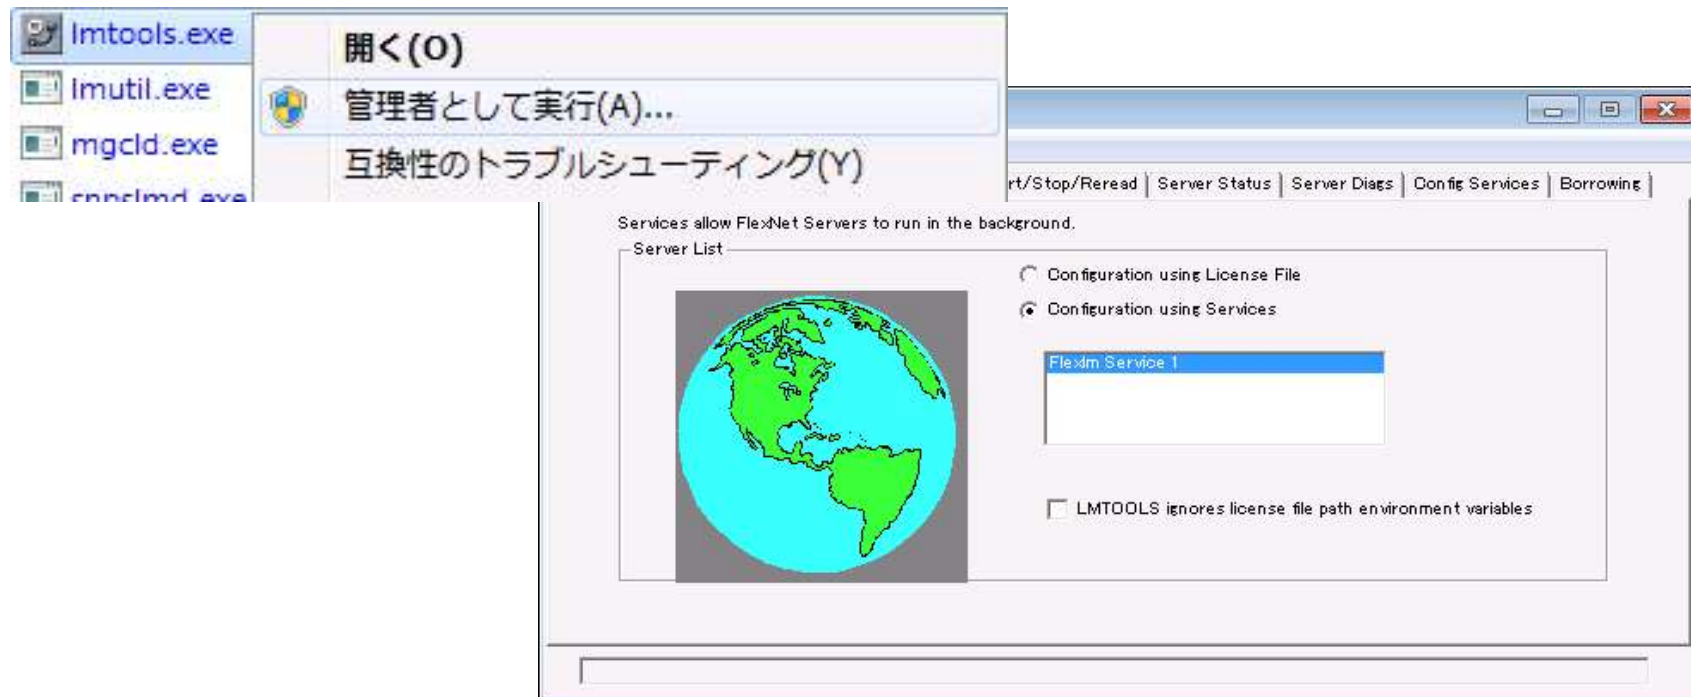 lmtools.exe
開く(O)
lmutil.exe
管理者として実行(A)...
mgcld.exe
互換性のトラブルシューティング(Y)
snpslmd.exe
rt/Stop/Reread
Server Status
Server Diags
Config Services
Borrowing
Services allow FlexNet Servers to run in the background.
Server List
Configuration using License File
Configuration using Services
Flexlm Service 1
LMTOOLS ignores license file path environment variables